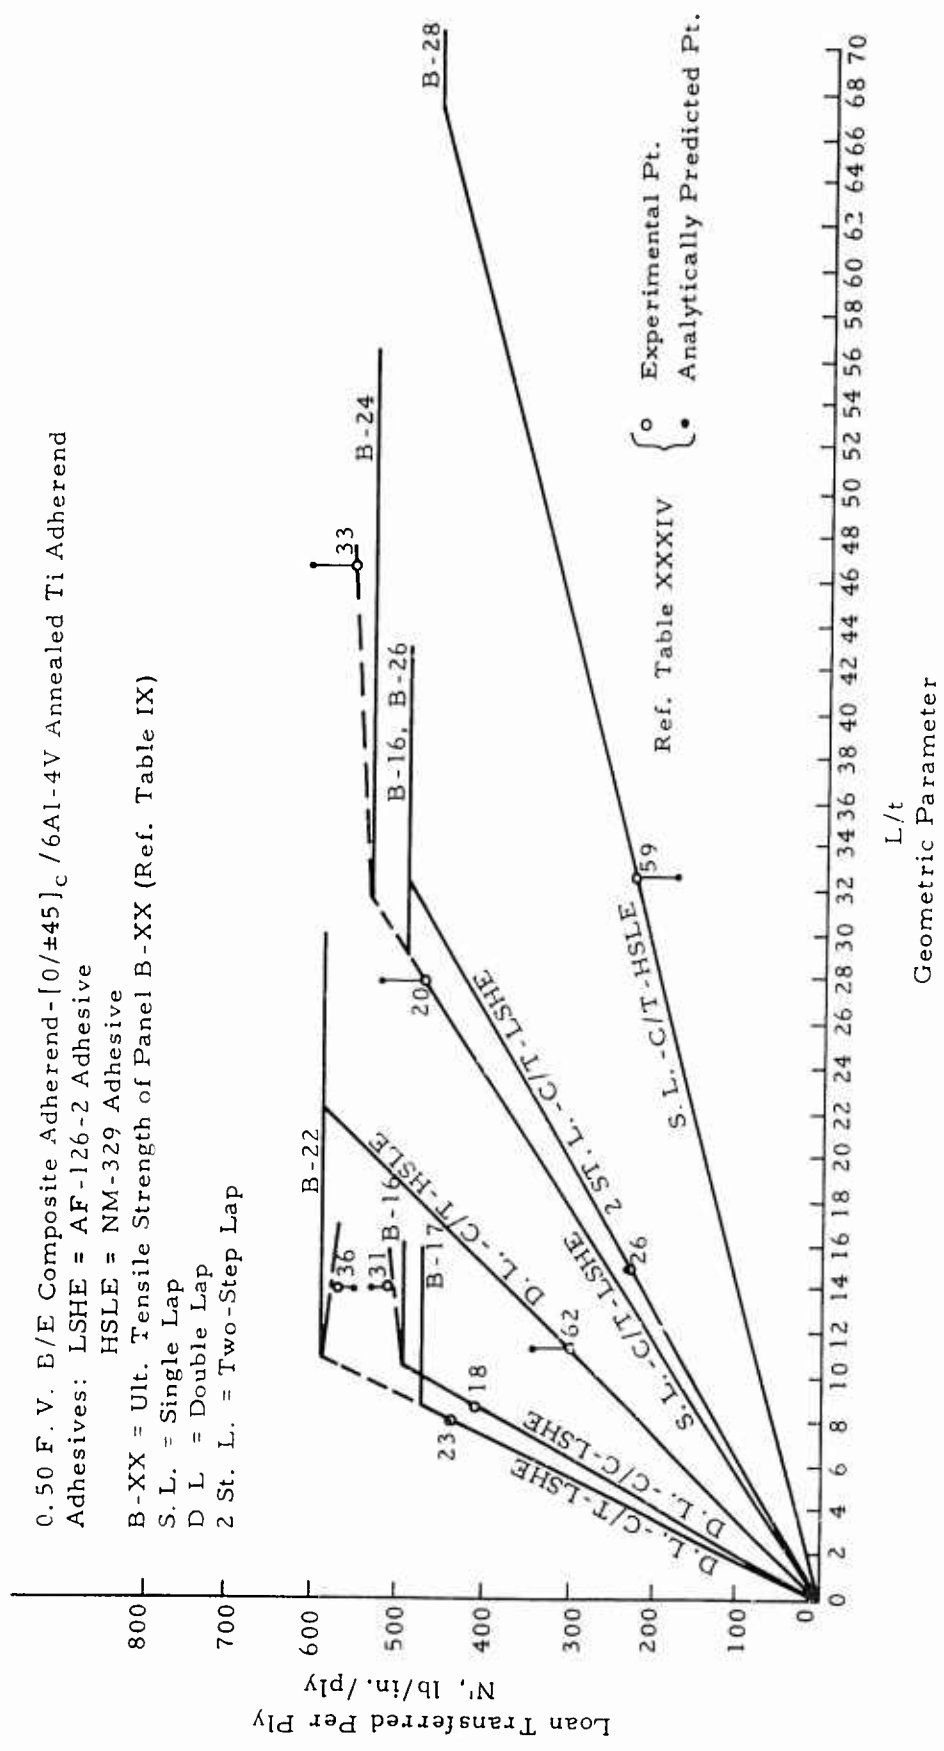 0.50 F. V. B/E Composite Adherend-[0/±45]c /6Al-4V Annealed Ti Adherend
Adhesives: LSHE = AF-126-2 Adhesive
HSLE = NM-329 Adhesive
B-XX = Ult. Tensile Strength of Panel B-XX (Ref. Table IX)
S. L. = Single Lap
D L = Double Lap
2 St. L. = Two-Step Lap
Loan Transferred Per Ply
N', lb/in./ply
800
700
600
500
400
300
200
100
0
B-22
36
31
B-16
B-17
23
18
62
D. L. -C/T-LSHE
D. L. -C/C-LSHE
D. L. -C/T-HSLE
S. L. -C/T-LSHE
2 ST. L. -C/T-LSHE
S. L. -C/T-HSLE
26
20
B-16, B-26
33
B-24
59
B-28
Ref. Table XXXIV
Experimental Pt.
Analytically Predicted Pt.
0 2 4 6 8 10 12 14 16 18 20 22 24 26 28 30 32 34 36 38 40 42 44 46 48 50 52 54 56 58 60 62 64 66 68 70
L/t
Geometric Parameter